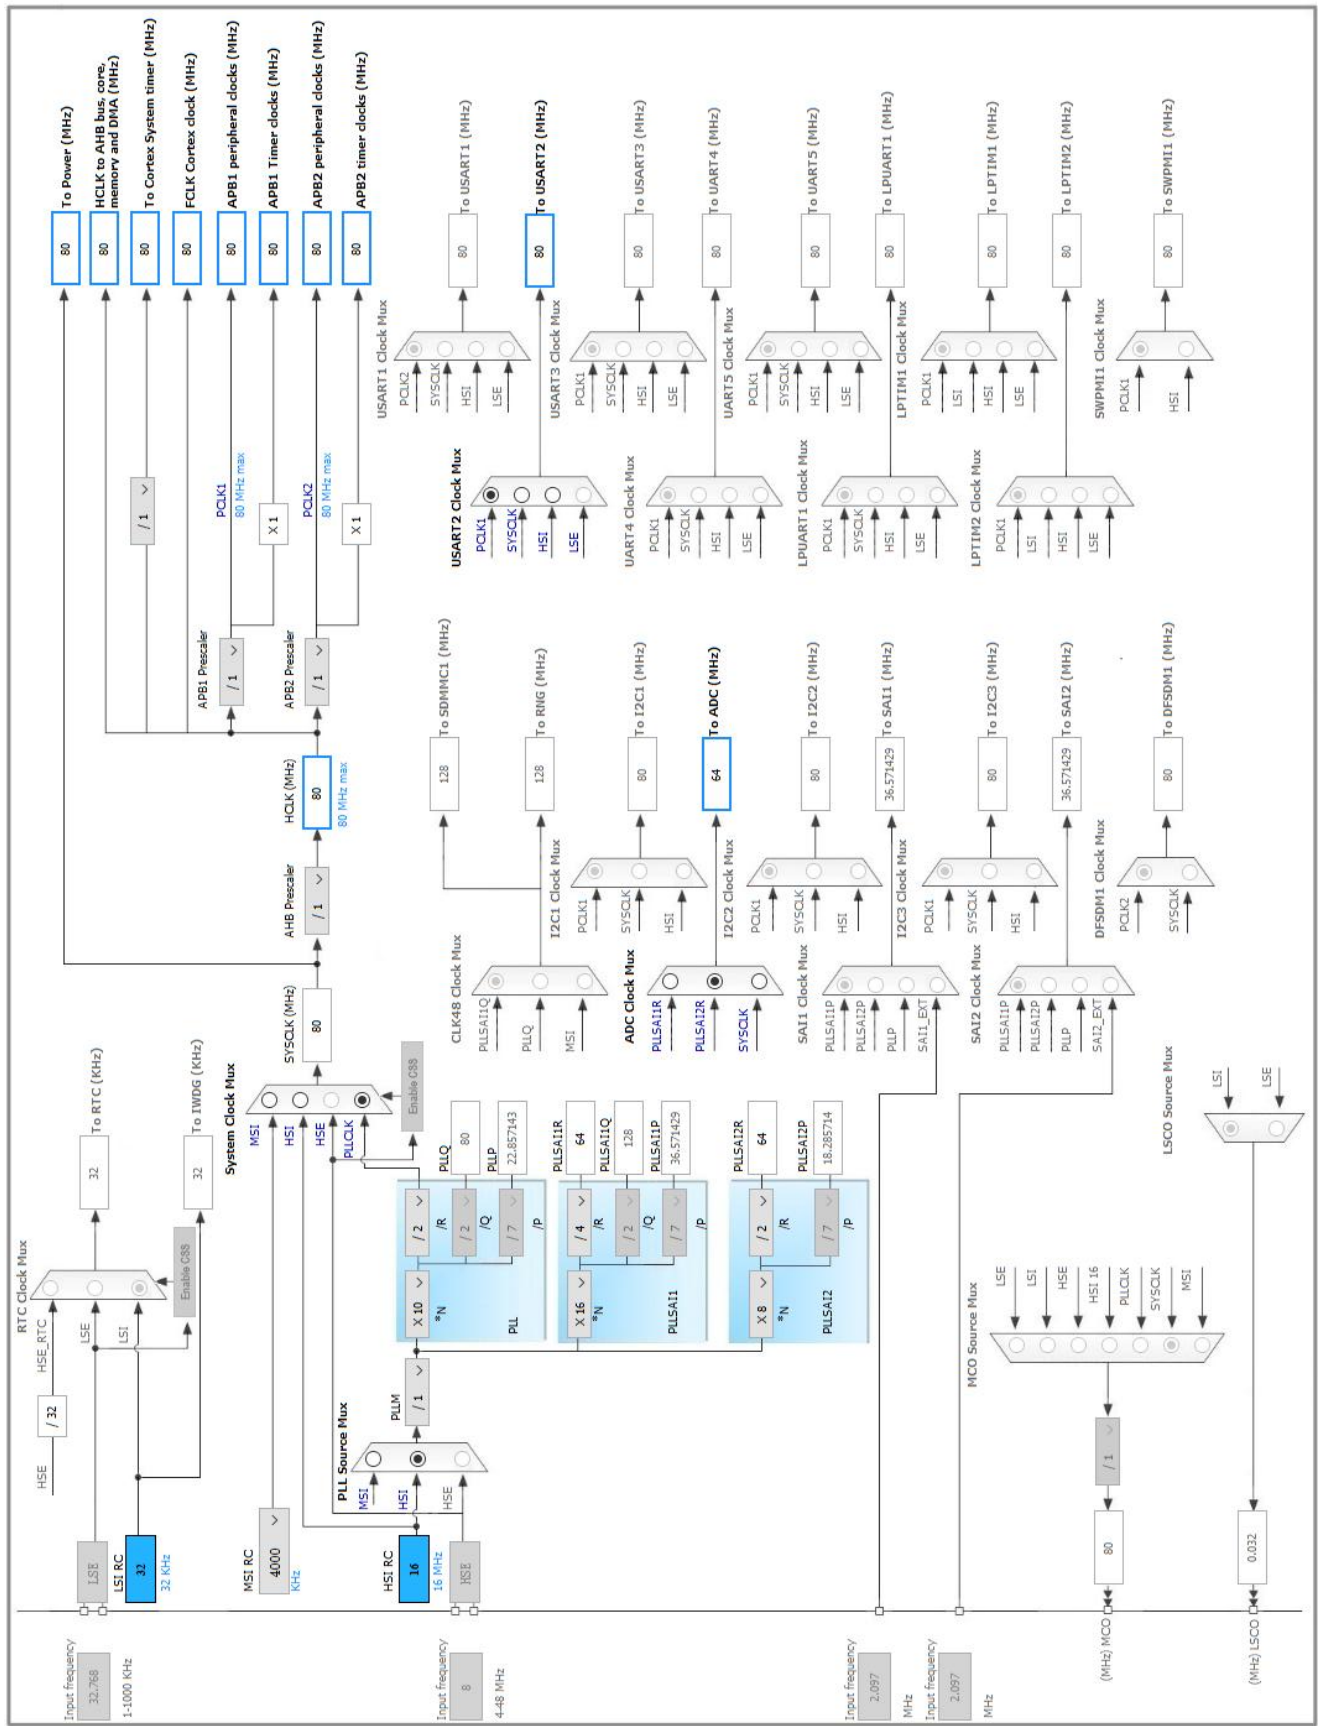 Input frequency
32.768
1-1000 KHz
LSE
LSI RC
32
32 KHz
HSE
/ 32
HSE_RTC
LSE
LSI
RTC Clock Mux
Enable CSS
32
To RTC (KHz)
32
To IWDG (KHz)
MSI RC
4000
KHz
HSI RC
16
16 MHz
HSE
Input frequency
8
4-48 MHz
PLL Source Mux
MSI
HSI
HSE
PLLM
/ 1
X 10
*N
PLL
/ 2
/R
/ 2
/Q
/ 7
/P
PLLQ
80
PLLP
22.857143
X 16
*N
PLLSAI1
/ 4
/R
/ 2
/Q
/ 7
/P
PLLSAI1R
64
PLLSAI1Q
128
PLLSAI1P
36.571429
X 8
*N
PLLSAI2
/ 2
/R
/ 7
/P
PLLSAI2R
64
PLLSAI2P
18.285714
System Clock Mux
MSI
HSI
HSE
PLLCLK
Enable CSS
SYSCLK (MHz)
80
AHB Prescaler
/ 1
HCLK (MHz)
80
80 MHz max
APB1 Prescaler
/ 1
APB2 Prescaler
/ 1
/ 1
PCLK1
80 MHz max
X 1
PCLK2
80 MHz max
X 1
80
To Power (MHz)
80
HCLK to AHB bus, core,
memory and DMA (MHz)
80
To Cortex System timer (MHz)
80
FCLK Cortex clock (MHz)
80
APB1 peripheral clocks (MHz)
80
APB1 Timer clocks (MHz)
80
APB2 peripheral clocks (MHz)
80
APB2 timer clocks (MHz)
CLK48 Clock Mux
PLLSAI1Q
PLLQ
MSI
128
To SDMMC1 (MHz)
128
To RNG (MHz)
I2C1 Clock Mux
PCLK1
SYSCLK
HSI
80
To I2C1 (MHz)
ADC Clock Mux
PLLSAI1R
PLLSAI2R
SYSCLK
64
To ADC (MHz)
I2C2 Clock Mux
PCLK1
SYSCLK
HSI
80
To I2C2 (MHz)
SAI1 Clock Mux
PLLSAI1P
PLLSAI2P
PLLP
SAI1_EXT
36.571429
To SAI1 (MHz)
I2C3 Clock Mux
PCLK1
SYSCLK
HSI
80
To I2C3 (MHz)
SAI2 Clock Mux
PLLSAI1P
PLLSAI2P
PLLP
SAI2_EXT
36.571429
To SAI2 (MHz)
DFSDM1 Clock Mux
PCLK2
SYSCLK
80
To DFSDM1 (MHz)
USART1 Clock Mux
PCLK2
SYSCLK
HSI
LSE
80
To USART1 (MHz)
USART2 Clock Mux
PCLK1
SYSCLK
HSI
LSE
80
To USART2 (MHz)
USART3 Clock Mux
PCLK1
SYSCLK
HSI
LSE
80
To USART3 (MHz)
UART4 Clock Mux
PCLK1
SYSCLK
HSI
LSE
80
To UART4 (MHz)
UART5 Clock Mux
PCLK1
SYSCLK
HSI
LSE
80
To UART5 (MHz)
LPUART1 Clock Mux
PCLK1
SYSCLK
HSI
LSE
80
To LPUART1 (MHz)
LPTIM1 Clock Mux
PCLK1
LSI
HSI
LSE
80
To LPTIM1 (MHz)
LPTIM2 Clock Mux
PCLK1
LSI
HSI
LSE
80
To LPTIM2 (MHz)
SWPMI1 Clock Mux
PCLK1
HSI
80
To SWPMI1 (MHz)
Input frequency
2.097
MHz
Input frequency
2.097
MHz
MCO Source Mux
LSE
LSI
HSE
HSI 16
PLLCLK
SYSCLK
MSI
/ 1
80
(MHz) MCO
LSCO Source Mux
LSI
LSE
0.032
(MHz) LSCO